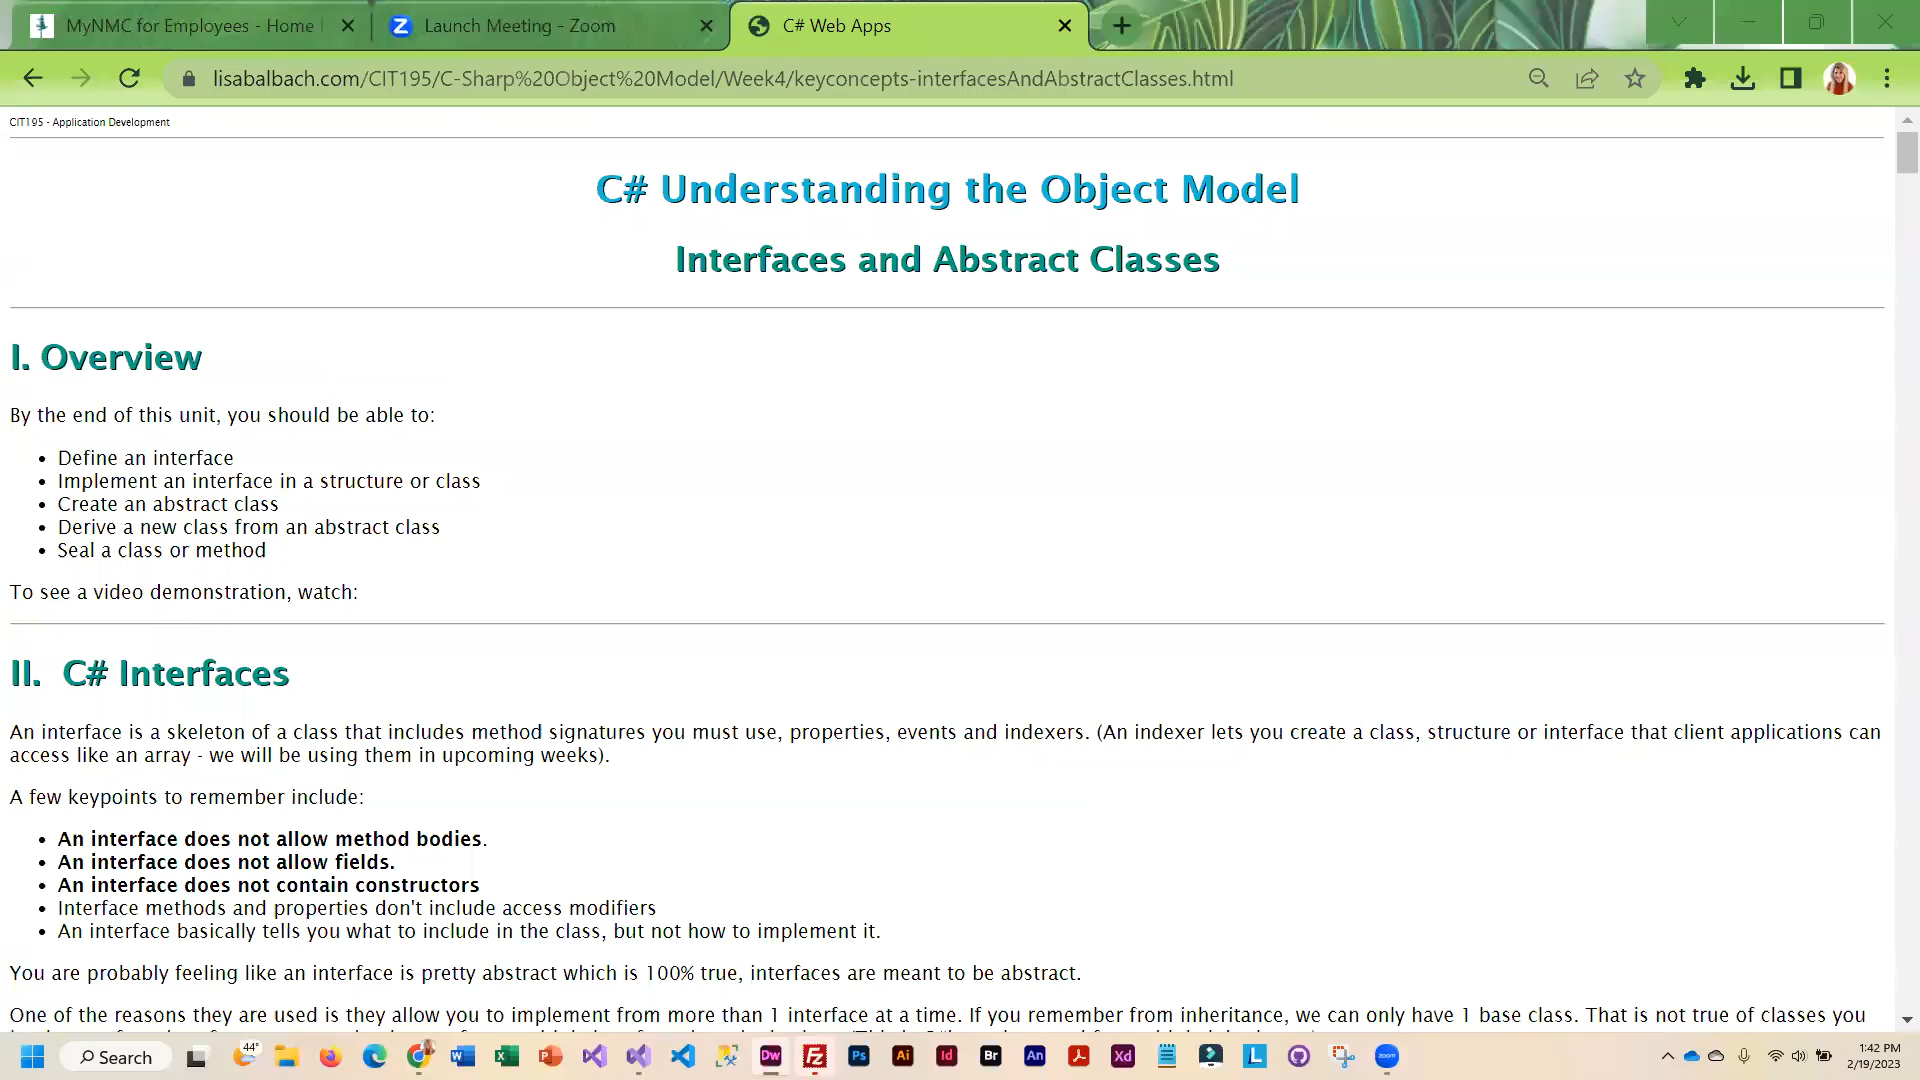 MyNMC for Employees - Home
Launch Meeting - Zoom
C# Web Apps
lisabalbach.com/CIT195/C-Sharp%20Object%20Model/Week4/keyconcepts-interfacesAndAbstractClasses.html
CIT195 - Application Development
C# Understanding the Object Model
Interfaces and Abstract Classes
I. Overview
By the end of this unit, you should be able to:
• Define an interface
• Implement an interface in a structure or class
• Create an abstract class
• Derive a new class from an abstract class
• Seal a class or method
To see a video demonstration, watch:
II. C# Interfaces
An interface is a skeleton of a class that includes method signatures you must use, properties, events and indexers. (An indexer lets you create a class, structure or interface that client applications can
access like an array - we will be using them in upcoming weeks).
A few keypoints to remember include:
• An interface does not allow method bodies.
• An interface does not allow fields.
• An interface does not contain constructors
• Interface methods and properties don't include access modifiers
• An interface basically tells you what to include in the class, but not how to implement it.
You are probably feeling like an interface is pretty abstract which is 100% true, interfaces are meant to be abstract.
One of the reasons they are used is they allow you to implement from more than 1 interface at a time. If you remember from inheritance, we can only have 1 base class. That is not true of classes you
Search
44°
Dw
Fz
Ps
Ai
Id
Br
An
Xd
L
zoom
1:42 PM
2/19/2023